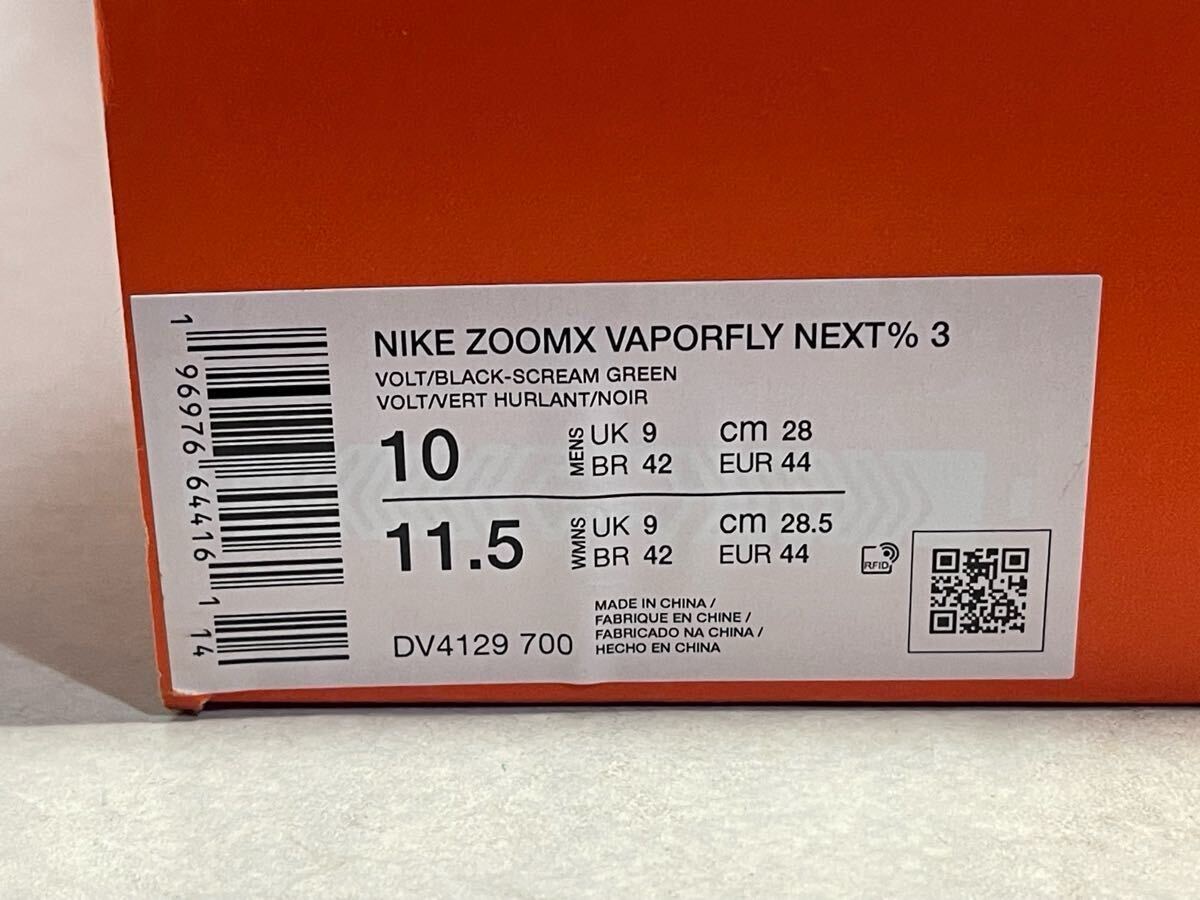 NIKE ZOOMX VAPORFLY NEXT% 3
VOLT/BLACK-SCREAM GREEN
VOLT/VERT HURLANT/NOIR
10 MENS UK 9 cm 28
BR 42 EUR 44
11.5 WMNS UK 9 cm 28.5
BR 42 EUR 44
RFID
DV4129 700
MADE IN CHINA /
FABRIQUE EN CHINE /
FABRICADO NA CHINA /
HECHO EN CHINA
1 96976 64416 1 14